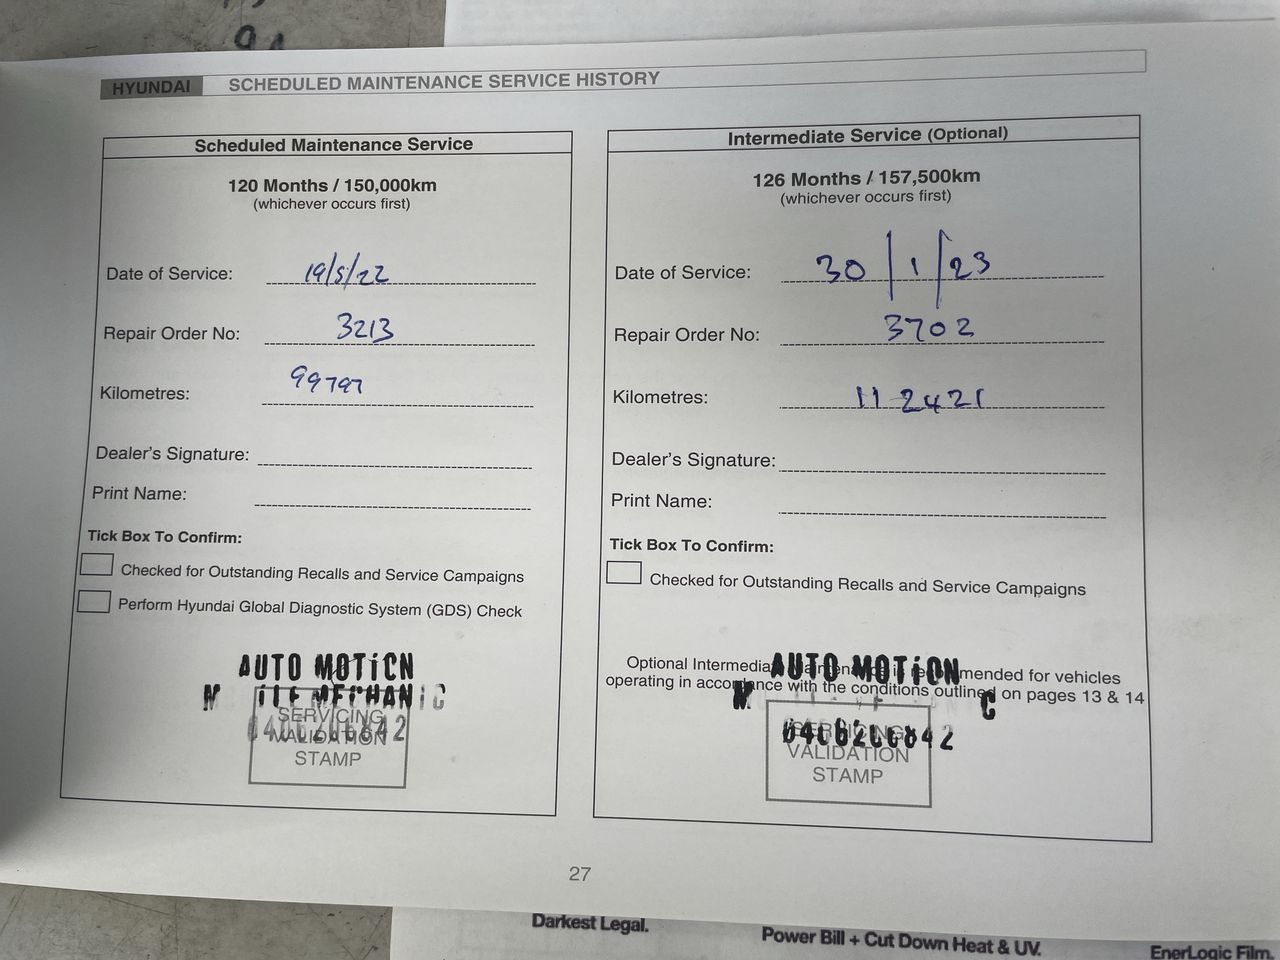 HYUNDAI SCHEDULED MAINTENANCE SERVICE HISTORY
Scheduled Maintenance Service
120 Months / 150,000km
(whichever occurs first)
Date of Service: 19/5/22
Repair Order No: 3213
Kilometres: 99797
Dealer's Signature:
Print Name:
Tick Box To Confirm:
Checked for Outstanding Recalls and Service Campaigns
Perform Hyundai Global Diagnostic System (GDS) Check
AUTO MOTION
MECHANIC
SERVICING
VALIDATION
STAMP
Intermediate Service (Optional)
126 Months / 157,500km
(whichever occurs first)
Date of Service: 30/1/23
Repair Order No: 3702
Kilometres: 112421
Dealer's Signature:
Print Name:
Tick Box To Confirm:
Checked for Outstanding Recalls and Service Campaigns
Optional Intermediate Maintenance is recommended for vehicles
operating in accordance with the conditions outlined on pages 13 & 14
AUTO MOTION
SERVICING
VALIDATION
STAMP
27
Darkest Legal.
Power Bill + Cut Down Heat & UV.
EnerLogic Film.